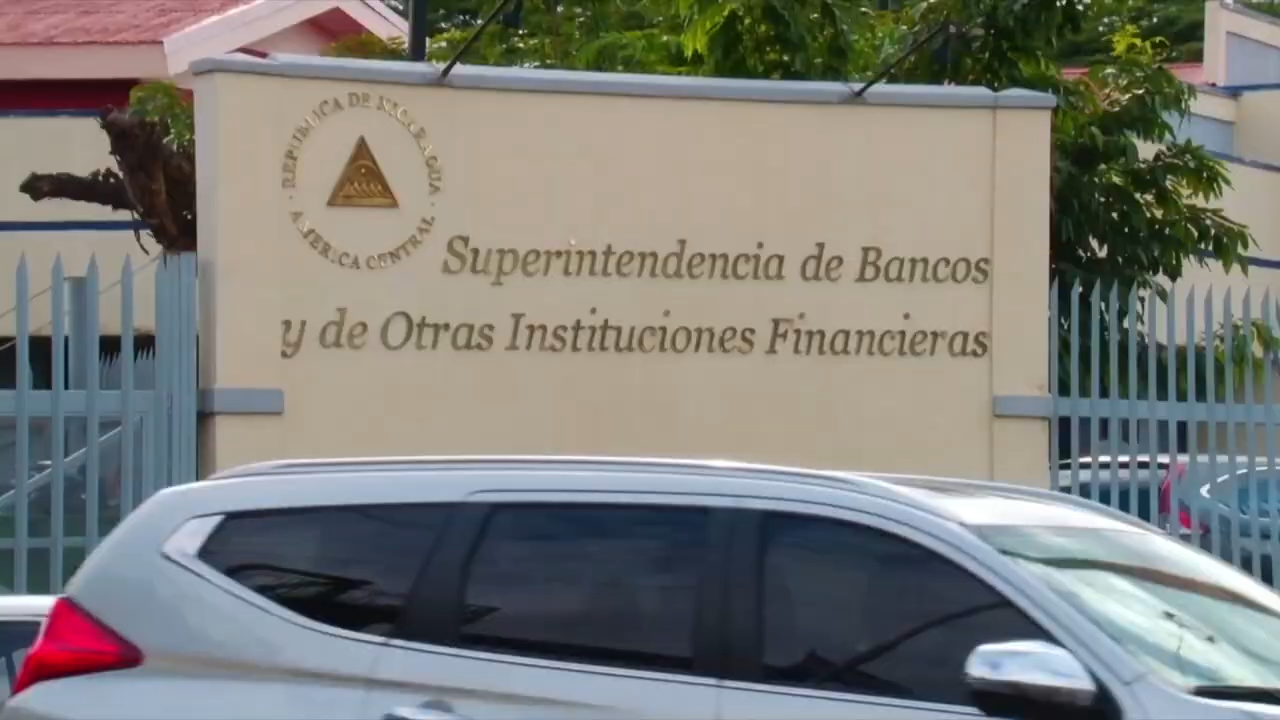 REPUBLICA DE NICARAGUA
AMERICA CENTRAL
Superintendencia de Bancos
y de Otras Instituciones Financieras